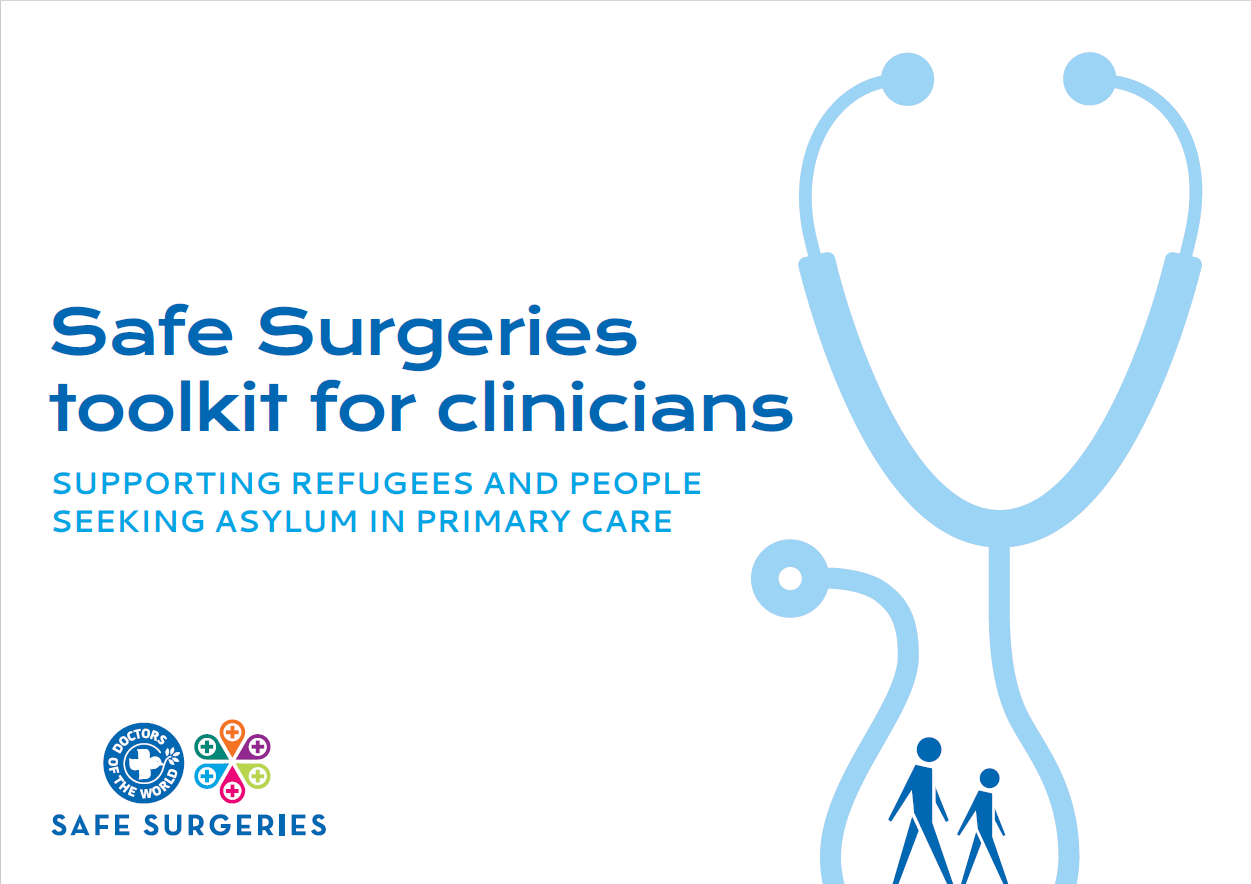 Safe Surgeries
toolkit for clinicians
SUPPORTING REFUGEES AND PEOPLE
SEEKING ASYLUM IN PRIMARY CARE
DOCTORS
OF THE WORLD
SAFE SURGERIES